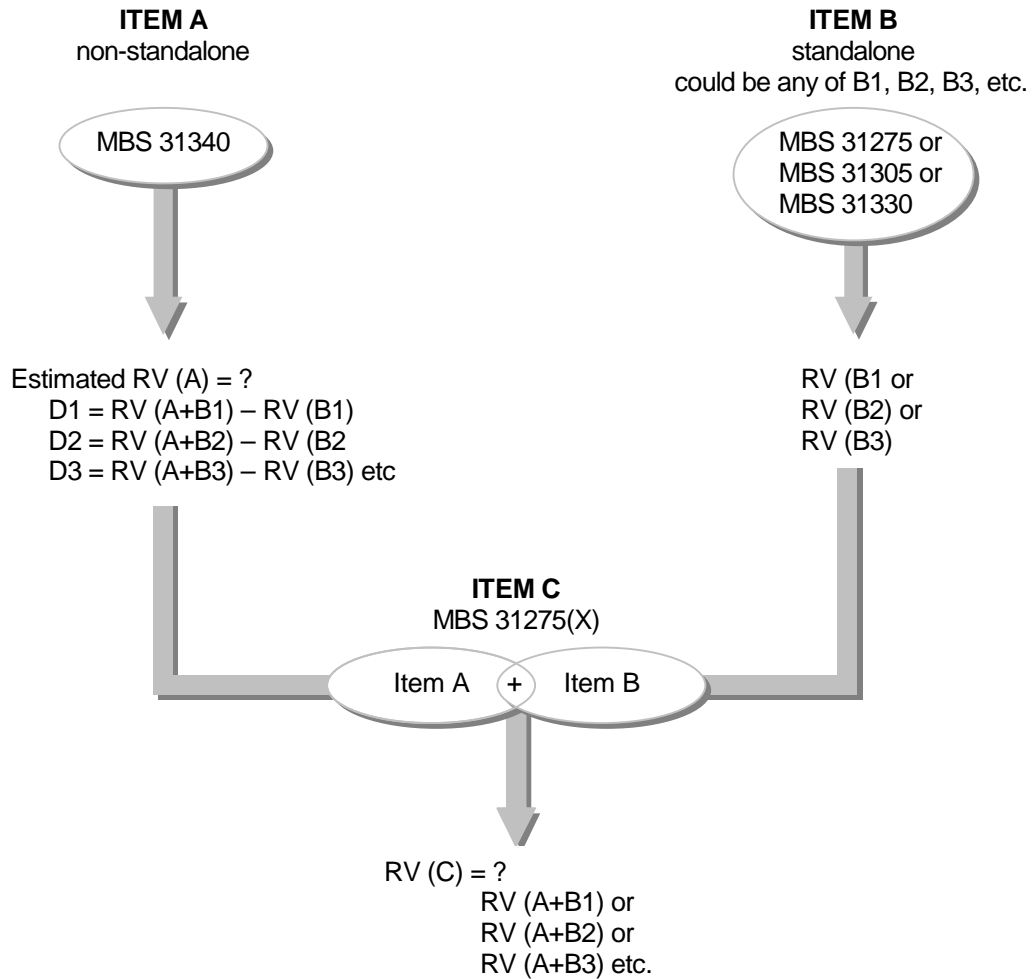 ITEM A
non-standalone
MBS 31340
Estimated RV (A) = ?
D1 = RV (A+B1) – RV (B1)
D2 = RV (A+B2) – RV (B2
D3 = RV (A+B3) – RV (B3) etc
ITEM B
standalone
could be any of B1, B2, B3, etc.
MBS 31275 or
MBS 31305 or
MBS 31330
RV (B1 or
RV (B2) or
RV (B3)
ITEM C
MBS 31275(X)
Item A + Item B
RV (C) = ?
RV (A+B1) or
RV (A+B2) or
RV (A+B3) etc.